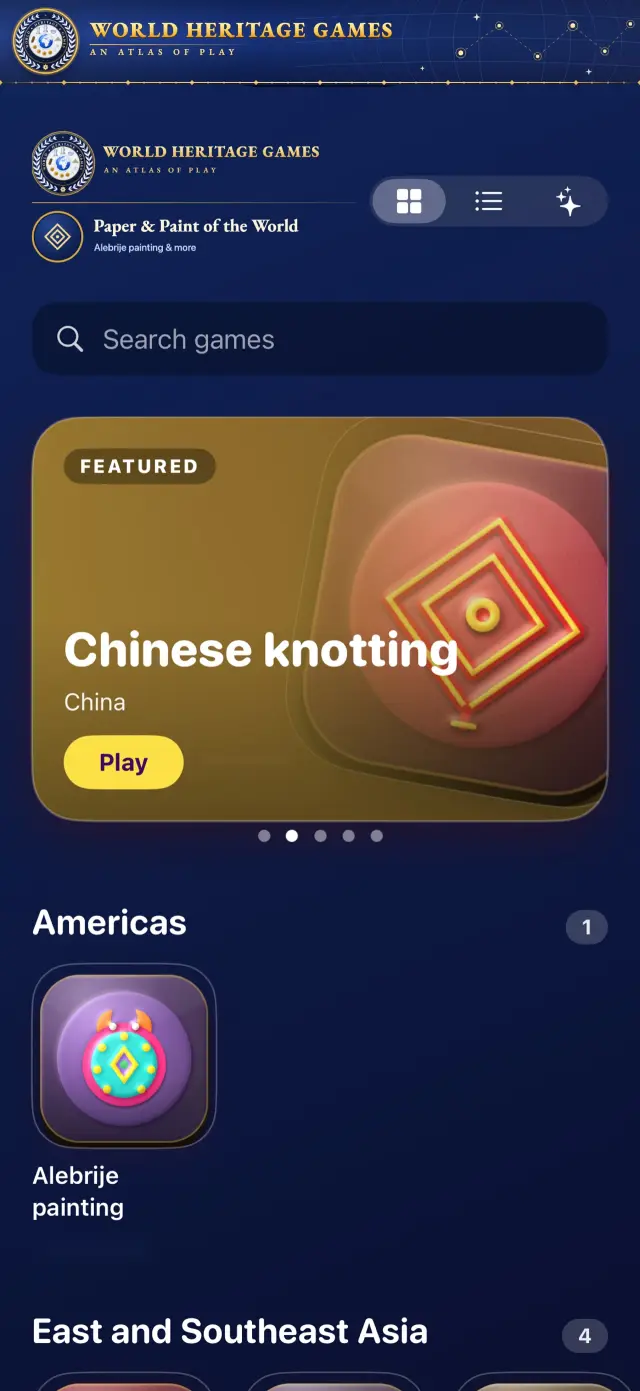 WORLD HERITAGE GAMES
AN ATLAS OF PLAY
WORLD HERITAGE GAMES
AN ATLAS OF PLAY
Paper & Paint of the World
Alebrije painting & more
Search games
FEATURED
Chinese knotting
China
Play
Americas
1
Alebrije
painting
East and Southeast Asia
4